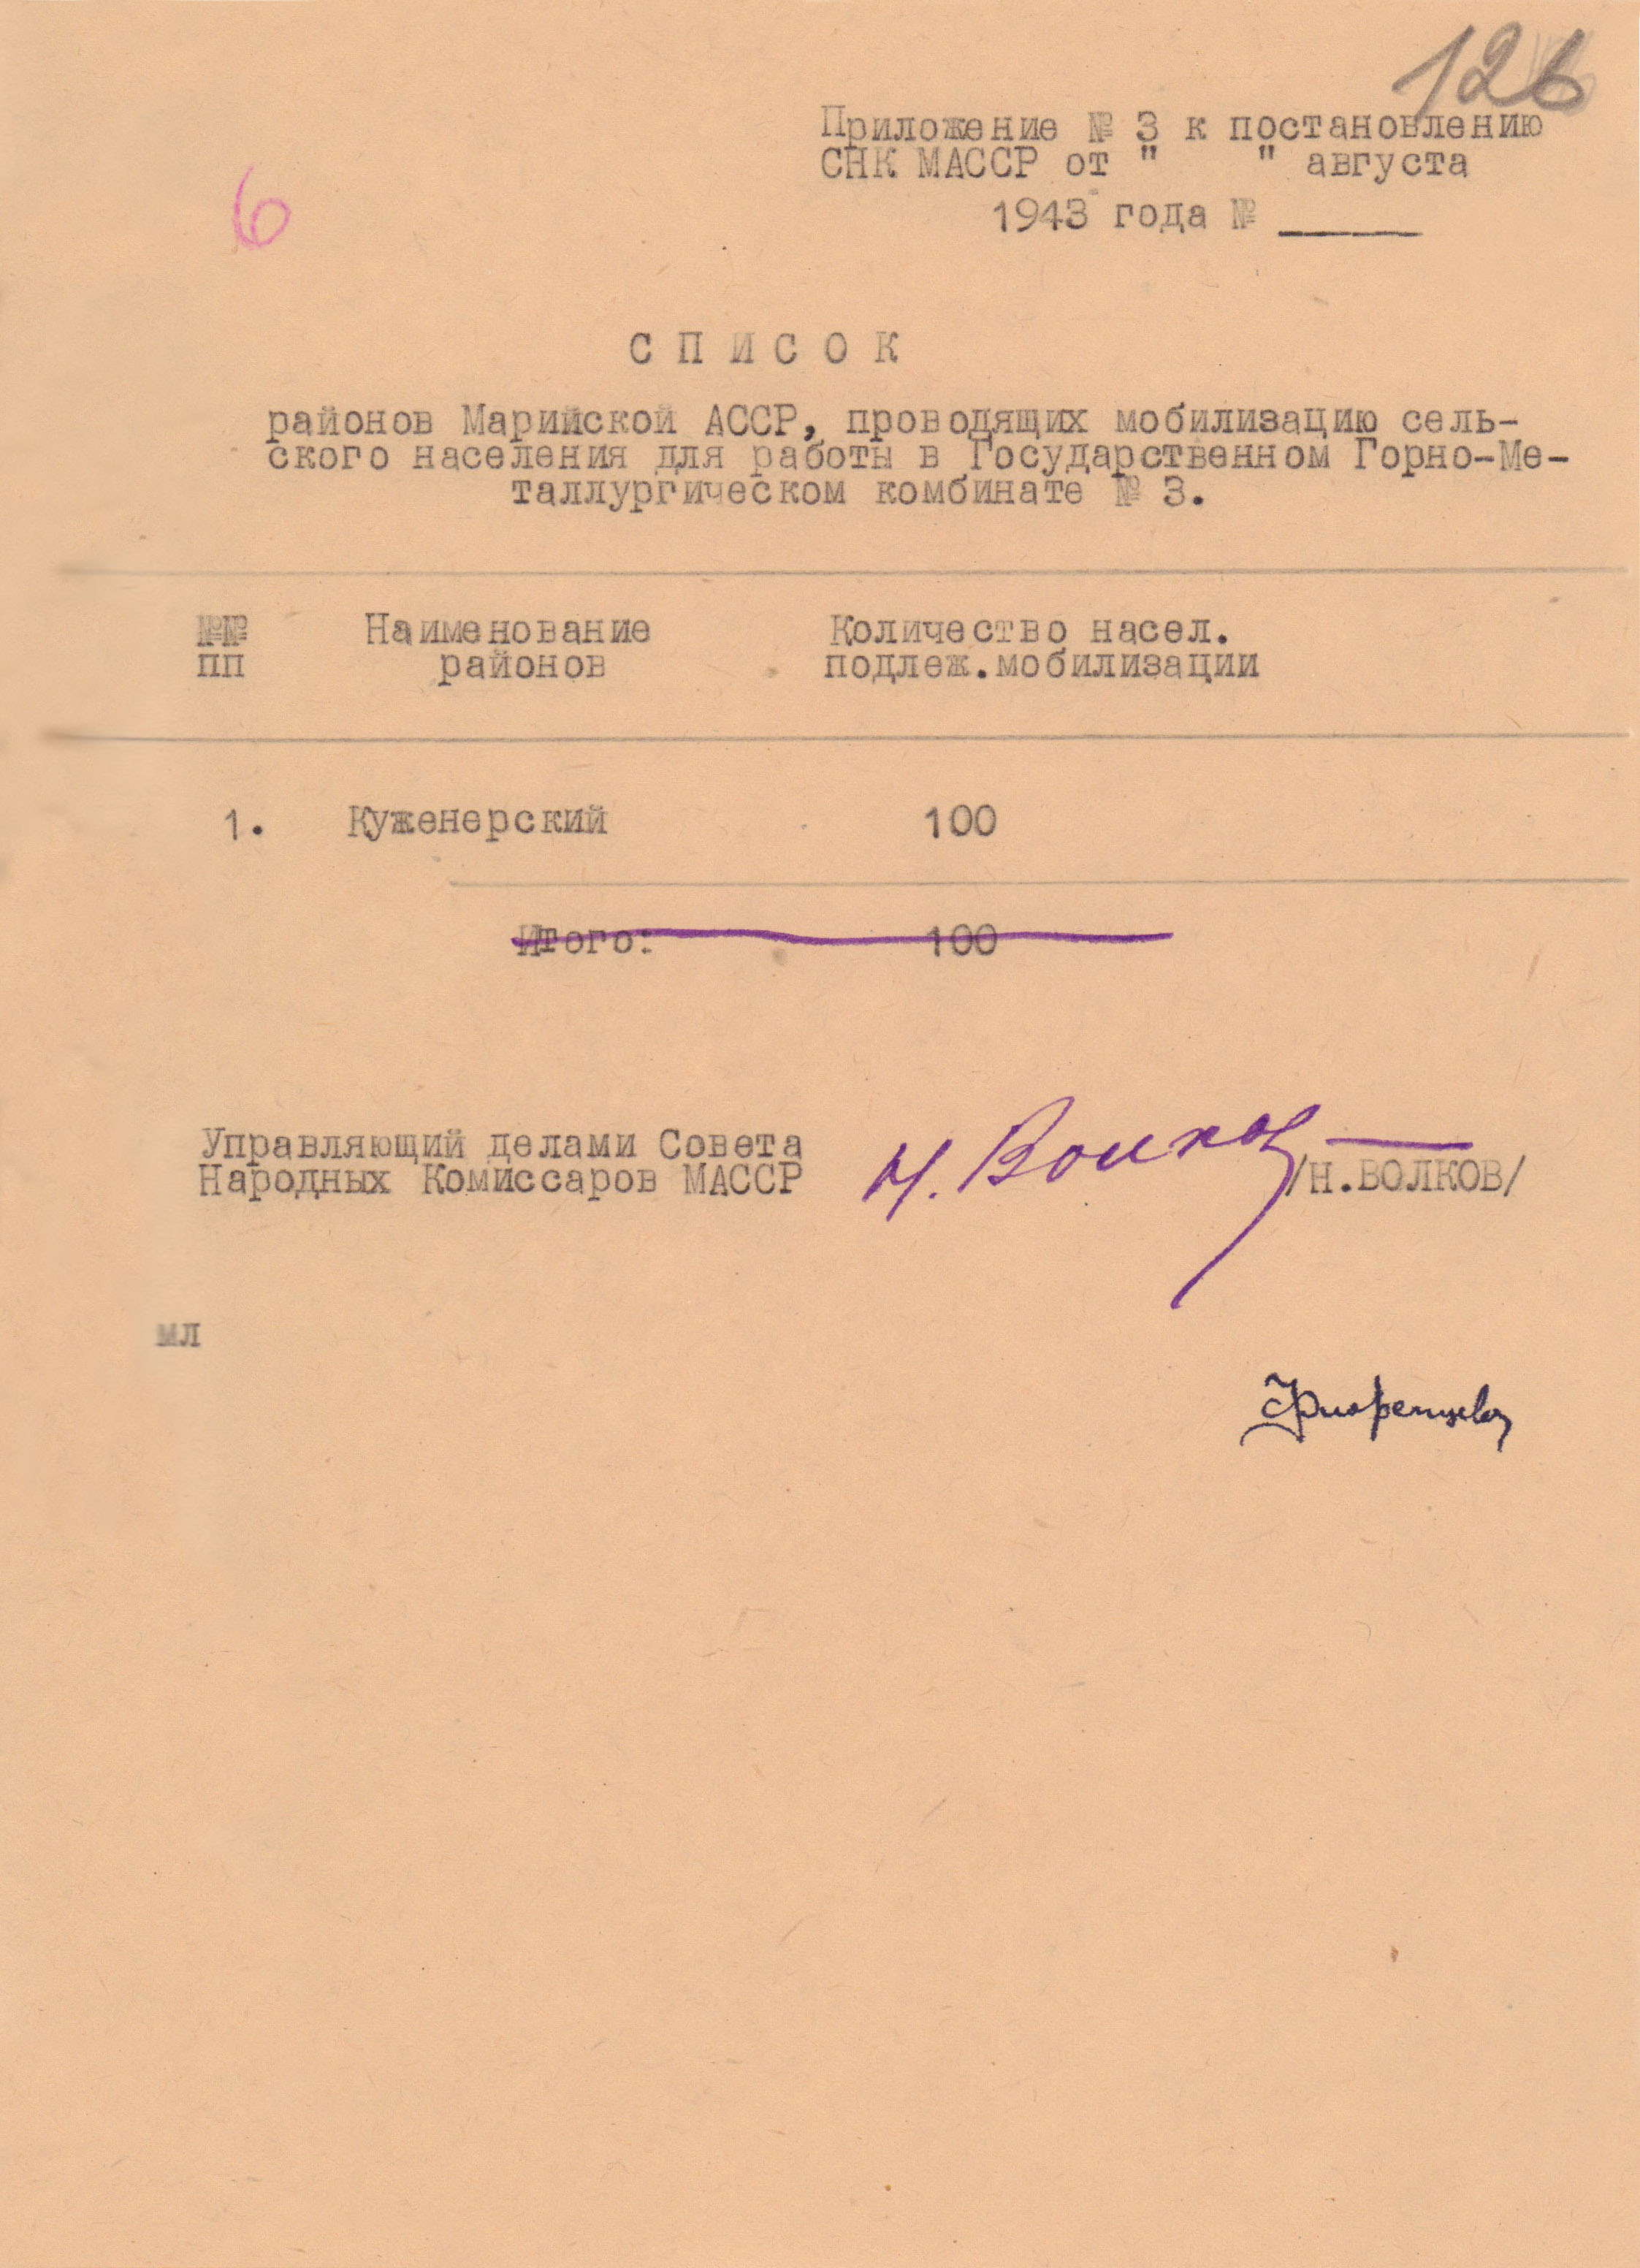 126
Приложение № 3 к постановлению
СНК МАССР от " " августа
1943 года № ____
6
С П И С О К
районов Марийской АССР, проводящих мобилизацию сель-
ского населения для работы в Государственном Горно-Ме-
таллургическом комбинате № 3.
№№ Наименование Количество насел.
пп районов подлеж.мобилизации
1. Куженерский 100
Итого: 100
Управляющий делами Совета
Народных Комиссаров МАССР Н. Волков /Н.ВОЛКОВ/
мл